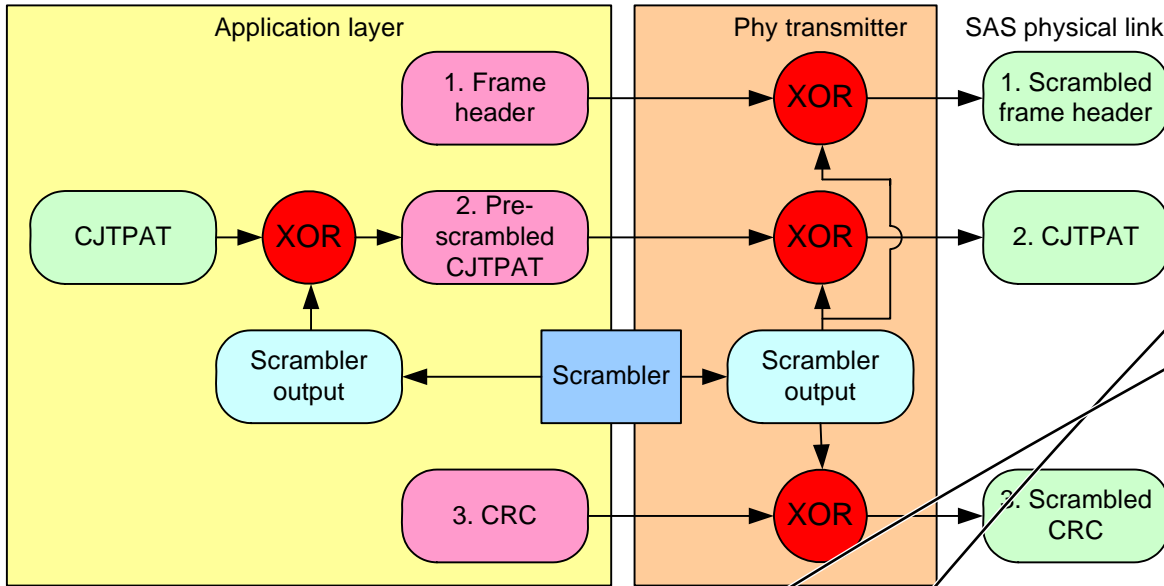 Application layer
Phy transmitter
SAS physical link
1. Frame
header
XOR
1. Scrambled
frame header
CJTPAT
XOR
2. Pre-
scrambled
CJTPAT
XOR
2. CJTPAT
Scrambler
output
Scrambler
Scrambler
output
3. CRC
XOR
3. Scrambled
CRC